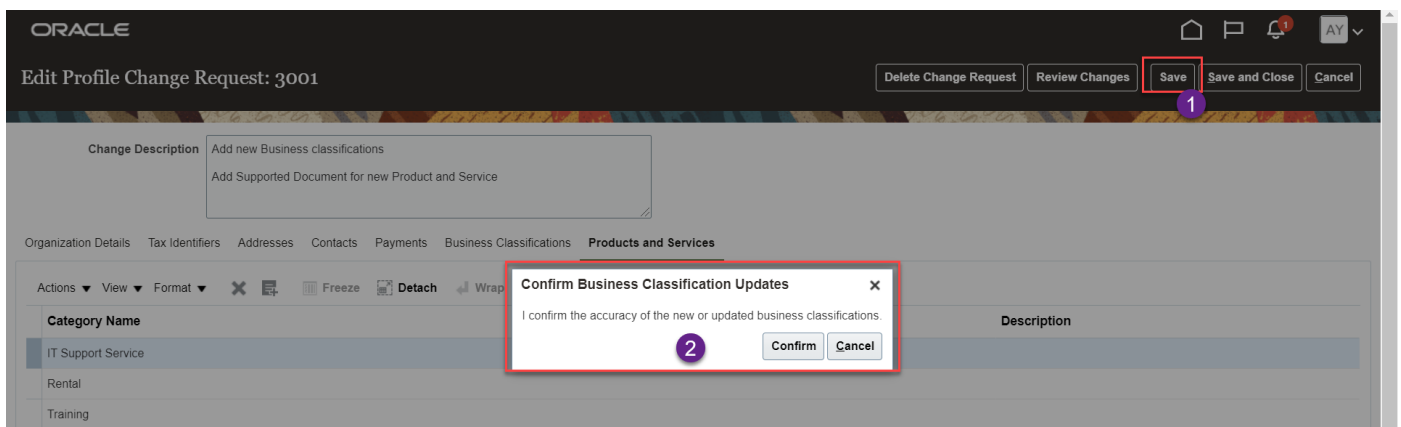 ORACLE
1
AY
Edit Profile Change Request: 3001
Delete Change Request Review Changes Save Save and Close Cancel
1
Change Description Add new Business classifications
Add Supported Document for new Product and Service
Organization Details Tax Identifiers Addresses Contacts Payments Business Classifications Products and Services
Actions View Format Freeze Detach Wrap
Confirm Business Classification Updates
I confirm the accuracy of the new or updated business classifications.
2
Confirm Cancel
Category Name Description
IT Support Service
Rental
Training